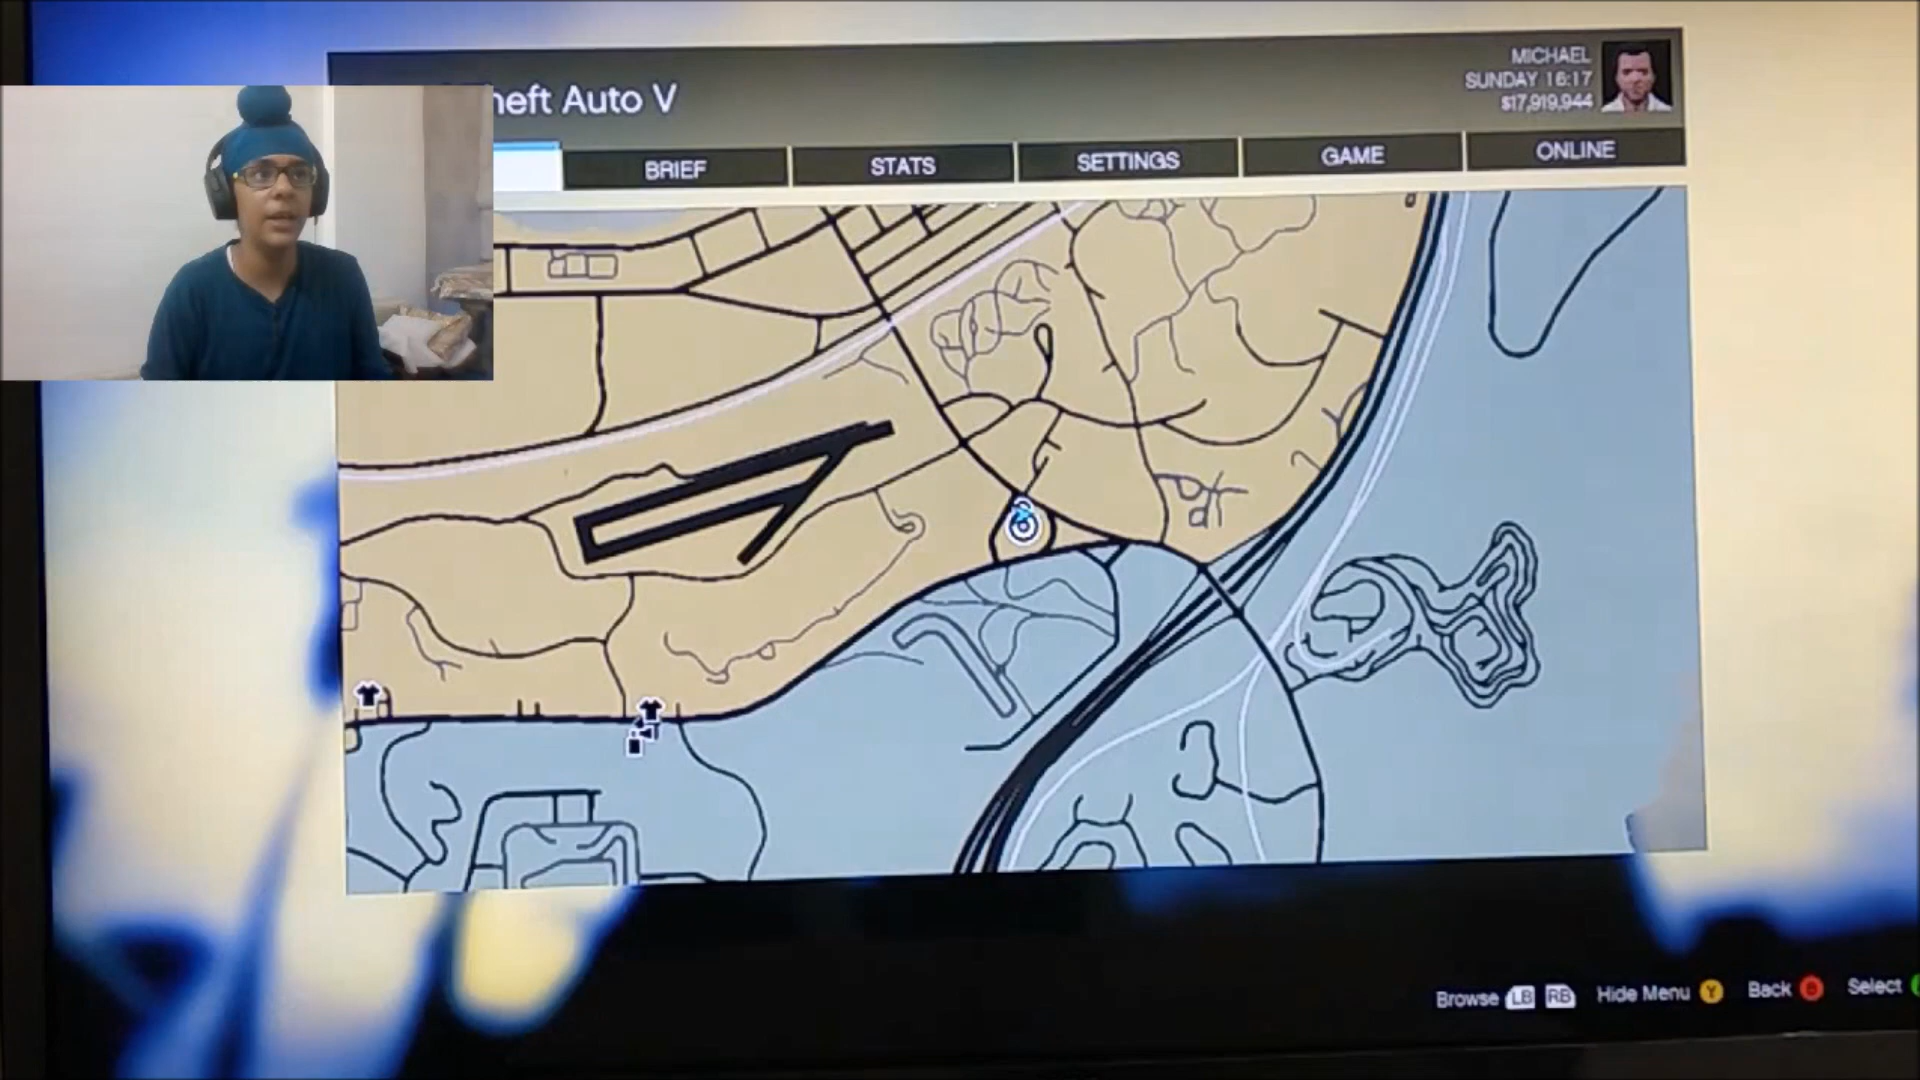 heft Auto V
MICHAEL
SUNDAY 16:17
$17,919,944
BRIEF
STATS
SETTINGS
GAME
ONLINE
Browse LB RB Hide Menu Y Back B Select